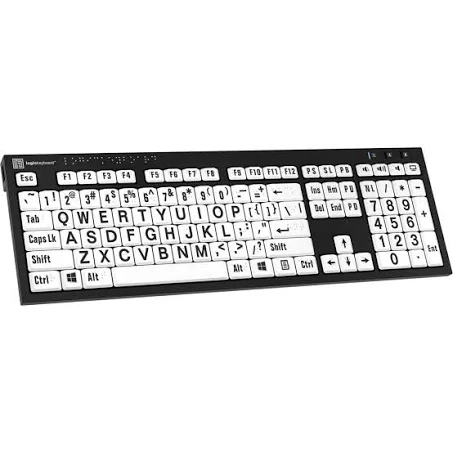 logickeyboard
Esc F1 F2 F3 F4 F5 F6 F7 F8 F9 F10 F11 F12 PS SL PB
~ ` ! 1 2 @ 3 # 4 $ 5 % 6 ^ 7 & 8 * 9 ( 0 ) - _ = + ← Ins Hm PU NL / * -
Tab Q W E R T Y U I O P { [ } ] | \ Del End PD 7 8 9 +
Caps Lk A S D F G H J K L : ; " ' 4 5 6
Shift Z X C V B N M < , > . ? / Shift ↑ 1 2 3 Ent
Ctrl Alt Alt Ctrl ← ↓ → 0 .